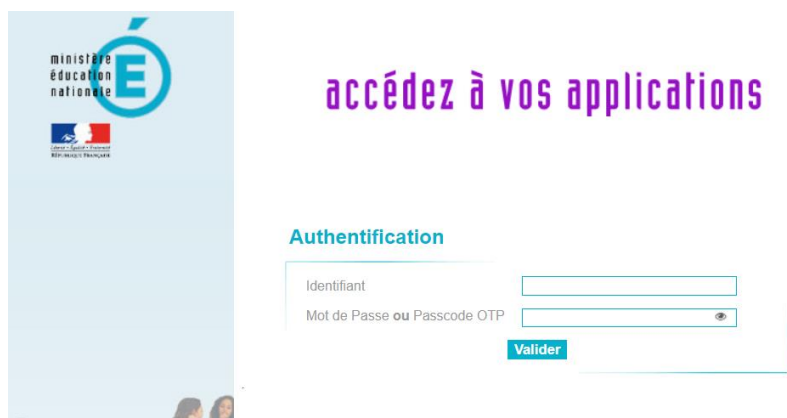 ministère
éducation
nationale
É
Liberté • Égalité • Fraternité
RÉPUBLIQUE FRANÇAISE
accédez à vos applications
Authentification
Identifiant
Mot de Passe ou Passcode OTP
Valider